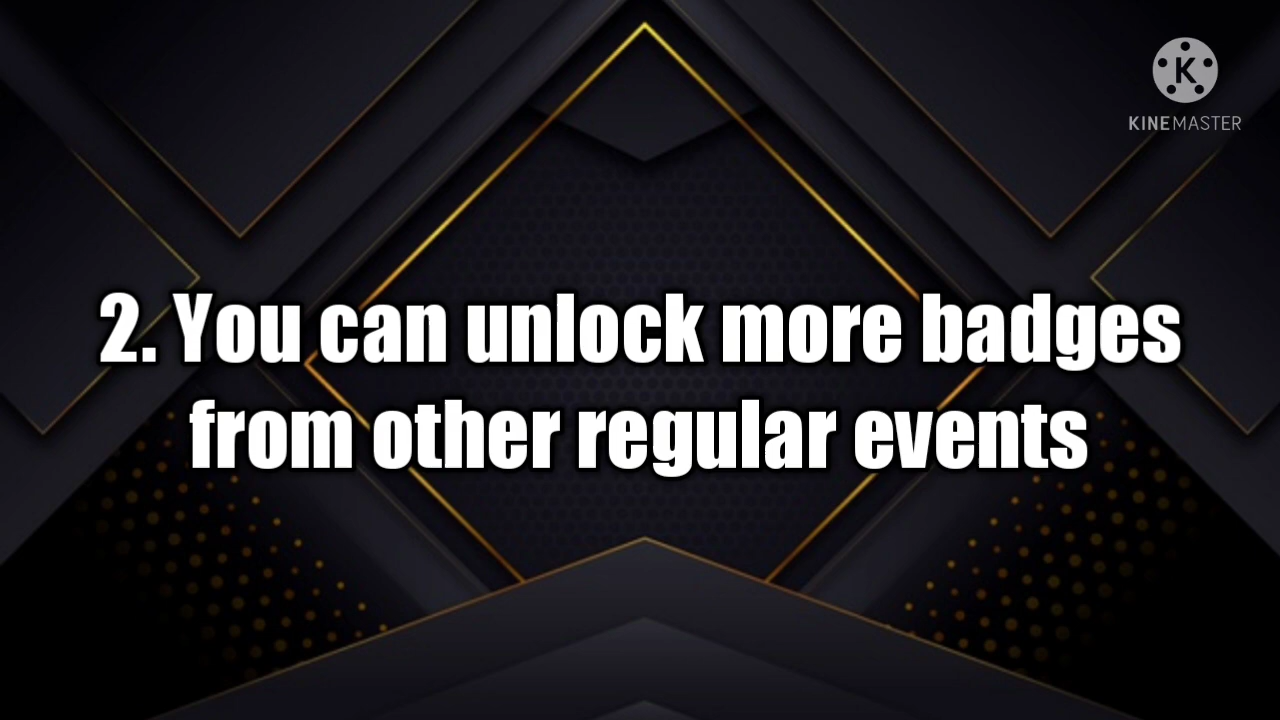 K
KINEMASTER
2. You can unlock more badges
from other regular events